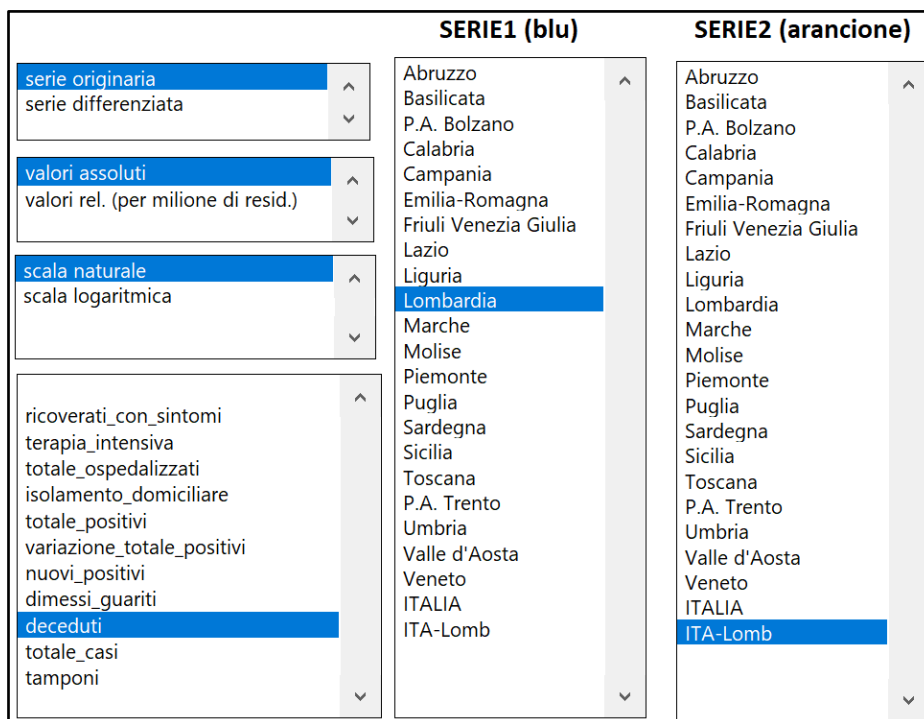 SERIE1 (blu)
SERIE2 (arancione)
serie originaria
serie differenziata
valori assoluti
valori rel. (per milione di resid.)
scala naturale
scala logaritmica
ricoverati_con_sintomi
terapia_intensiva
totale_ospedalizzati
isolamento_domiciliare
totale_positivi
variazione_totale_positivi
nuovi_positivi
dimessi_guariti
deceduti
totale_casi
tamponi
Abruzzo
Basilicata
P.A. Bolzano
Calabria
Campania
Emilia-Romagna
Friuli Venezia Giulia
Lazio
Liguria
Lombardia
Marche
Molise
Piemonte
Puglia
Sardegna
Sicilia
Toscana
P.A. Trento
Umbria
Valle d'Aosta
Veneto
ITALIA
ITA-Lomb
Abruzzo
Basilicata
P.A. Bolzano
Calabria
Campania
Emilia-Romagna
Friuli Venezia Giulia
Lazio
Liguria
Lombardia
Marche
Molise
Piemonte
Puglia
Sardegna
Sicilia
Toscana
P.A. Trento
Umbria
Valle d'Aosta
Veneto
ITALIA
ITA-Lomb